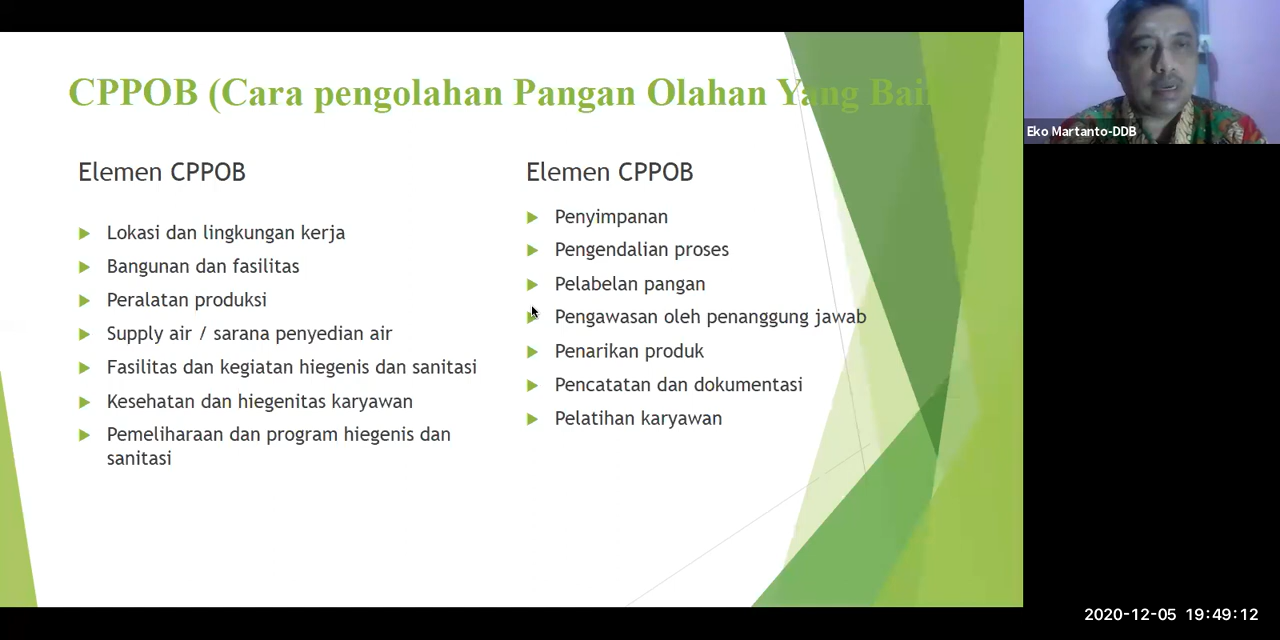 CPPOB (Cara pengolahan Pangan Olahan Yang Baik
Elemen CPPOB
Lokasi dan lingkungan kerja
Bangunan dan fasilitas
Peralatan produksi
Supply air / sarana penyedian air
Fasilitas dan kegiatan hiegenis dan sanitasi
Kesehatan dan hiegenitas karyawan
Pemeliharaan dan program hiegenis dan
sanitasi
Elemen CPPOB
Penyimpanan
Pengendalian proses
Pelabelan pangan
Pengawasan oleh penanggung jawab
Penarikan produk
Pencatatan dan dokumentasi
Pelatihan karyawan
Eko Martanto-DDB
2020-12-05 19:49:12